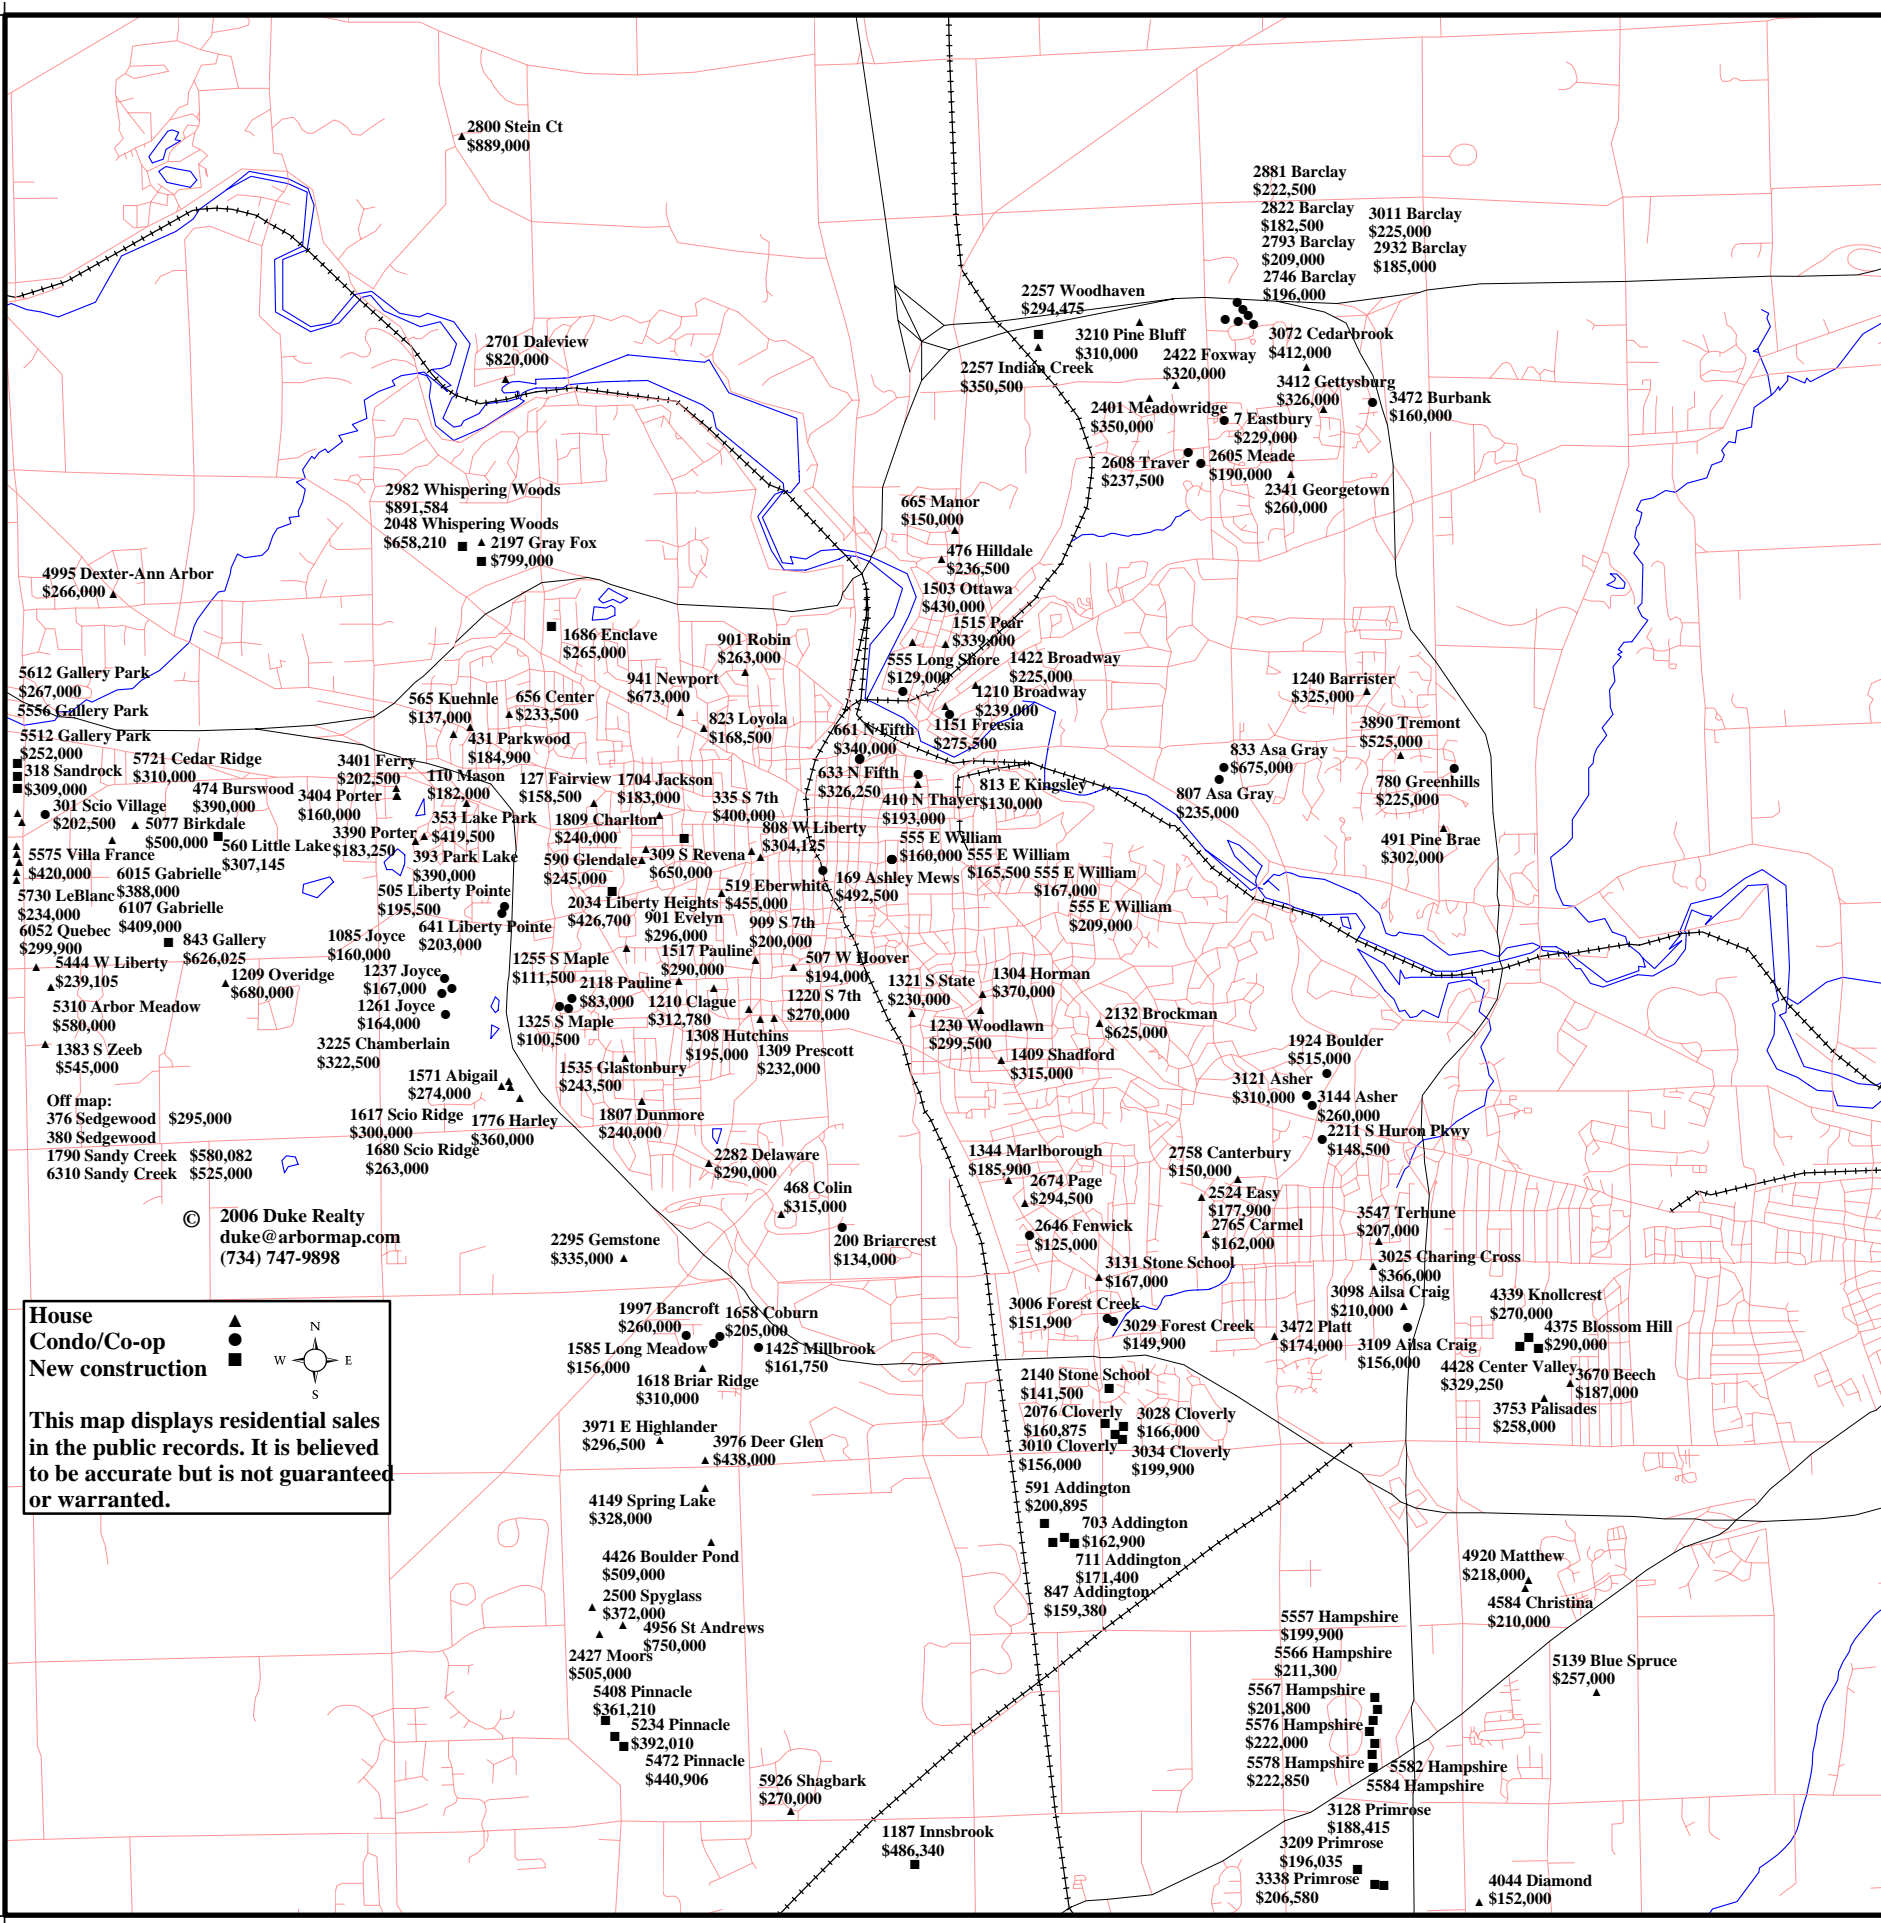 2800 Stein Ct
$889,000
2881 Barclay
$222,500
2822 Barclay
$182,500
3011 Barclay
$225,000
2793 Barclay
$209,000
2932 Barclay
$185,000
2746 Barclay
$196,000
2257 Woodhaven
$294,475
3210 Pine Bluff
$310,000
3072 Cedarbrook
$412,000
2701 Daleview
$820,000
2422 Foxway
$320,000
2257 Indian Creek
$350,500
3412 Gettysburg
$326,000
3472 Burbank
$160,000
2401 Meadowridge
$350,000
7 Eastbury
$229,000
2608 Traver
$237,500
2605 Meade
$190,000
2341 Georgetown
$260,000
2982 Whispering Woods
$891,584
2048 Whispering Woods
$658,210
2197 Gray Fox
$799,000
665 Manor
$150,000
476 Hilldale
$236,500
4995 Dexter-Ann Arbor
$266,000
1503 Ottawa
$430,000
1515 Pear
$339,000
1686 Enclave
$265,000
901 Robin
$263,000
555 Long Shore
$129,000
1422 Broadway
$225,000
5612 Gallery Park
$267,000
5556 Gallery Park
5512 Gallery Park
$252,000
941 Newport
$673,000
1210 Broadway
$239,000
1240 Barrister
$325,000
565 Kuehnle
$137,000
656 Center
$233,500
823 Loyola
$168,500
661 N Fifth
$340,000
1151 Freesia
$275,500
3890 Tremont
$525,000
431 Parkwood
$184,900
318 Sandrock
$309,000
5721 Cedar Ridge
$310,000
3401 Ferry
$202,500
833 Asa Gray
$675,000
807 Asa Gray
$235,000
780 Greenhills
$225,000
474 Burswood
$390,000
3404 Porter
$160,000
110 Mason
$182,000
127 Fairview
$158,500
1704 Jackson
$183,000
633 N Fifth
$326,250
813 E Kingsley
$130,000
301 Scio Village
$202,500
335 S 7th
$400,000
410 N Thayer
$193,000
5077 Birkdale
$500,000
353 Lake Park
$419,500
1809 Charlton
$240,000
808 W Liberty
$304,125
3390 Porter
$183,250
560 Little Lake
$307,145
555 E William
$160,000
491 Pine Brae
$302,000
5575 Villa France
$420,000
393 Park Lake
$390,000
590 Glendale
$245,000
309 S Revena
$650,000
555 E William
$165,500
6015 Gabrielle
$388,000
169 Ashley Mews
$492,500
555 E William
$167,000
5730 LeBlanc
$234,000
505 Liberty Pointe
$195,500
519 Eberwhite
$455,000
2034 Liberty Heights
$426,700
6107 Gabrielle
$409,000
555 E William
$209,000
6052 Quebec
$299,900
641 Liberty Pointe
$203,000
901 Evelyn
$296,000
909 S 7th
$200,000
843 Gallery
$626,025
1085 Joyce
$160,000
1255 S Maple
$111,500
1517 Pauline
$290,000
507 W Hoover
$194,000
5444 W Liberty
$239,105
1209 Overidge
$680,000
1237 Joyce
$167,000
2118 Pauline
$83,000
1321 S State
$230,000
1304 Horman
$370,000
5310 Arbor Meadow
$580,000
1261 Joyce
$164,000
1210 Clague
$312,780
1220 S 7th
$270,000
1325 S Maple
$100,500
1230 Woodlawn
$299,500
2132 Brockman
$625,000
1383 S Zeeb
$545,000
3225 Chamberlain
$322,500
1308 Hutchins
$195,000
1309 Prescott
$232,000
1409 Shadford
$315,000
1924 Boulder
$515,000
1571 Abigail
$274,000
1535 Glastonbury
$243,500
3121 Asher
$310,000
3144 Asher
$260,000
Off map:
376 Sedgewood $295,000
380 Sedgewood
1790 Sandy Creek $580,082
6310 Sandy Creek $525,000
1617 Scio Ridge
$300,000
1776 Harley
$360,000
1807 Dunmore
$240,000
2211 S Huron Pkwy
$148,500
1680 Scio Ridge
$263,000
2282 Delaware
$290,000
1344 Marlborough
$185,900
2758 Canterbury
$150,000
468 Colin
$315,000
2674 Page
$294,500
2524 Easy
$177,900
© 2006 Duke Realty
duke@arbormap.com
(734) 747-9898
2295 Gemstone
$335,000
200 Briarcrest
$134,000
2646 Fenwick
$125,000
2765 Carmel
$162,000
3547 Terhune
$207,000
3131 Stone School
$167,000
3025 Charing Cross
$366,000
House
Condo/Co-op
New construction
N
W E
S
This map displays residential sales
in the public records. It is believed
to be accurate but is not guaranteed
or warranted.
1997 Bancroft
$260,000
1658 Coburn
$205,000
3006 Forest Creek
$151,900
3098 Ailsa Craig
$210,000
4339 Knollcrest
$270,000
3029 Forest Creek
$149,900
3472 Platt
$174,000
4375 Blossom Hill
$290,000
1585 Long Meadow
$156,000
1425 Millbrook
$161,750
3109 Ailsa Craig
$156,000
1618 Briar Ridge
$310,000
2140 Stone School
$141,500
4428 Center Valley
$329,250
3670 Beech
$187,000
2076 Cloverly
$160,875
3028 Cloverly
$166,000
3753 Palisades
$258,000
3971 E Highlander
$296,500
3976 Deer Glen
$438,000
3010 Cloverly
$156,000
3034 Cloverly
$199,900
4149 Spring Lake
$328,000
591 Addington
$200,895
703 Addington
$162,900
4426 Boulder Pond
$509,000
711 Addington
$171,400
4920 Matthew
$218,000
2500 Spyglass
$372,000
847 Addington
$159,380
4584 Christina
$210,000
4956 St Andrews
$750,000
5557 Hampshire
$199,900
2427 Moors
$505,000
5566 Hampshire
$211,300
5139 Blue Spruce
$257,000
5408 Pinnacle
$361,210
5567 Hampshire
$201,800
5234 Pinnacle
$392,010
5576 Hampshire
$222,000
5472 Pinnacle
$440,906
5578 Hampshire
$222,850
5582 Hampshire
5584 Hampshire
5926 Shagbark
$270,000
3128 Primrose
$188,415
1187 Innsbrook
$486,340
3209 Primrose
$196,035
3338 Primrose
$206,580
4044 Diamond
$152,000